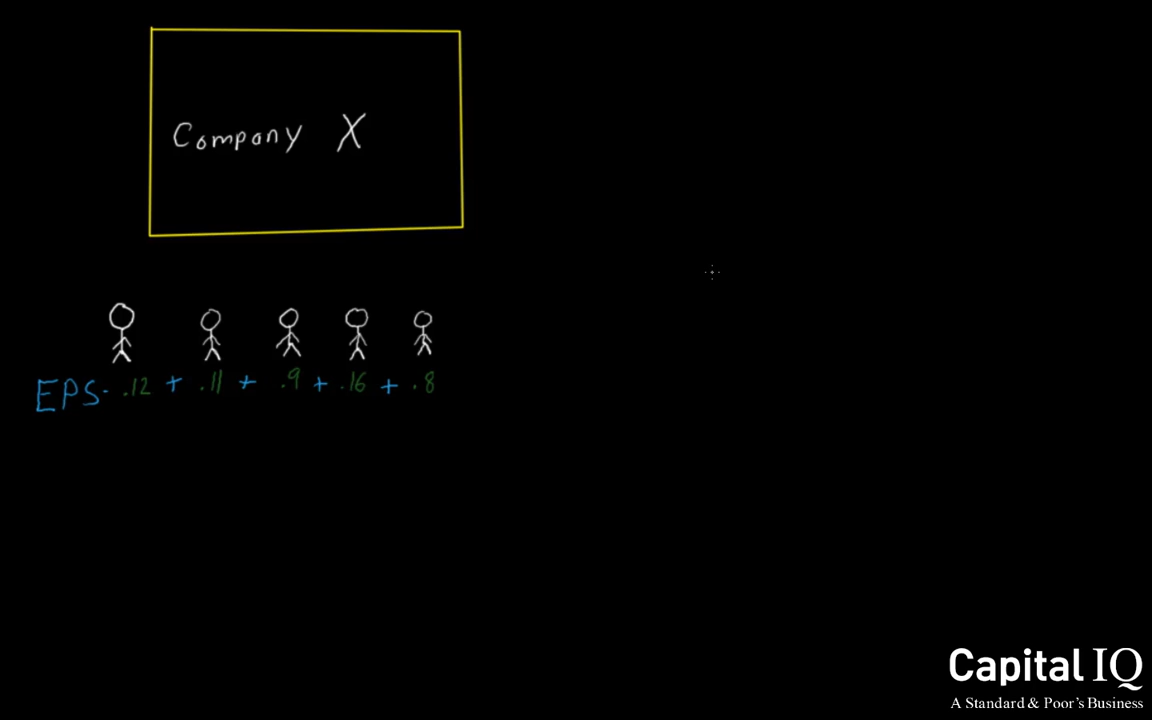 Company X
EPS- .12 + .11 + .9 + .16 + .8
Capital IQ
A Standard & Poor's Business